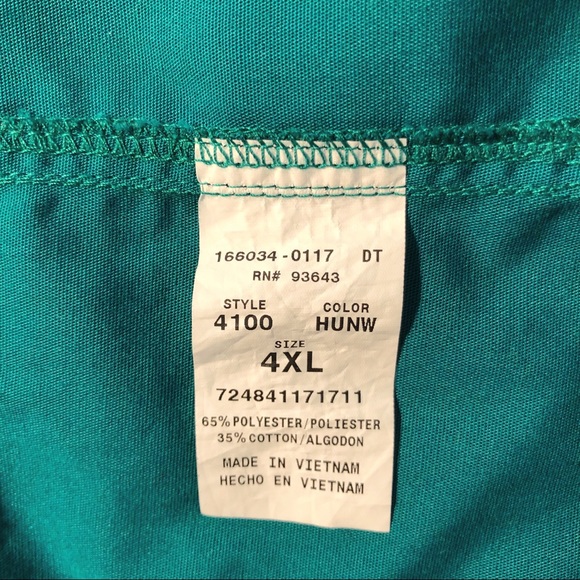 166034-0117 DT
RN# 93643
STYLE COLOR
4100 HUNW
SIZE
4XL
724841171711
65% POLYESTER/POLIESTER
35% COTTON/ALGODON
MADE IN VIETNAM
HECHO EN VIETNAM